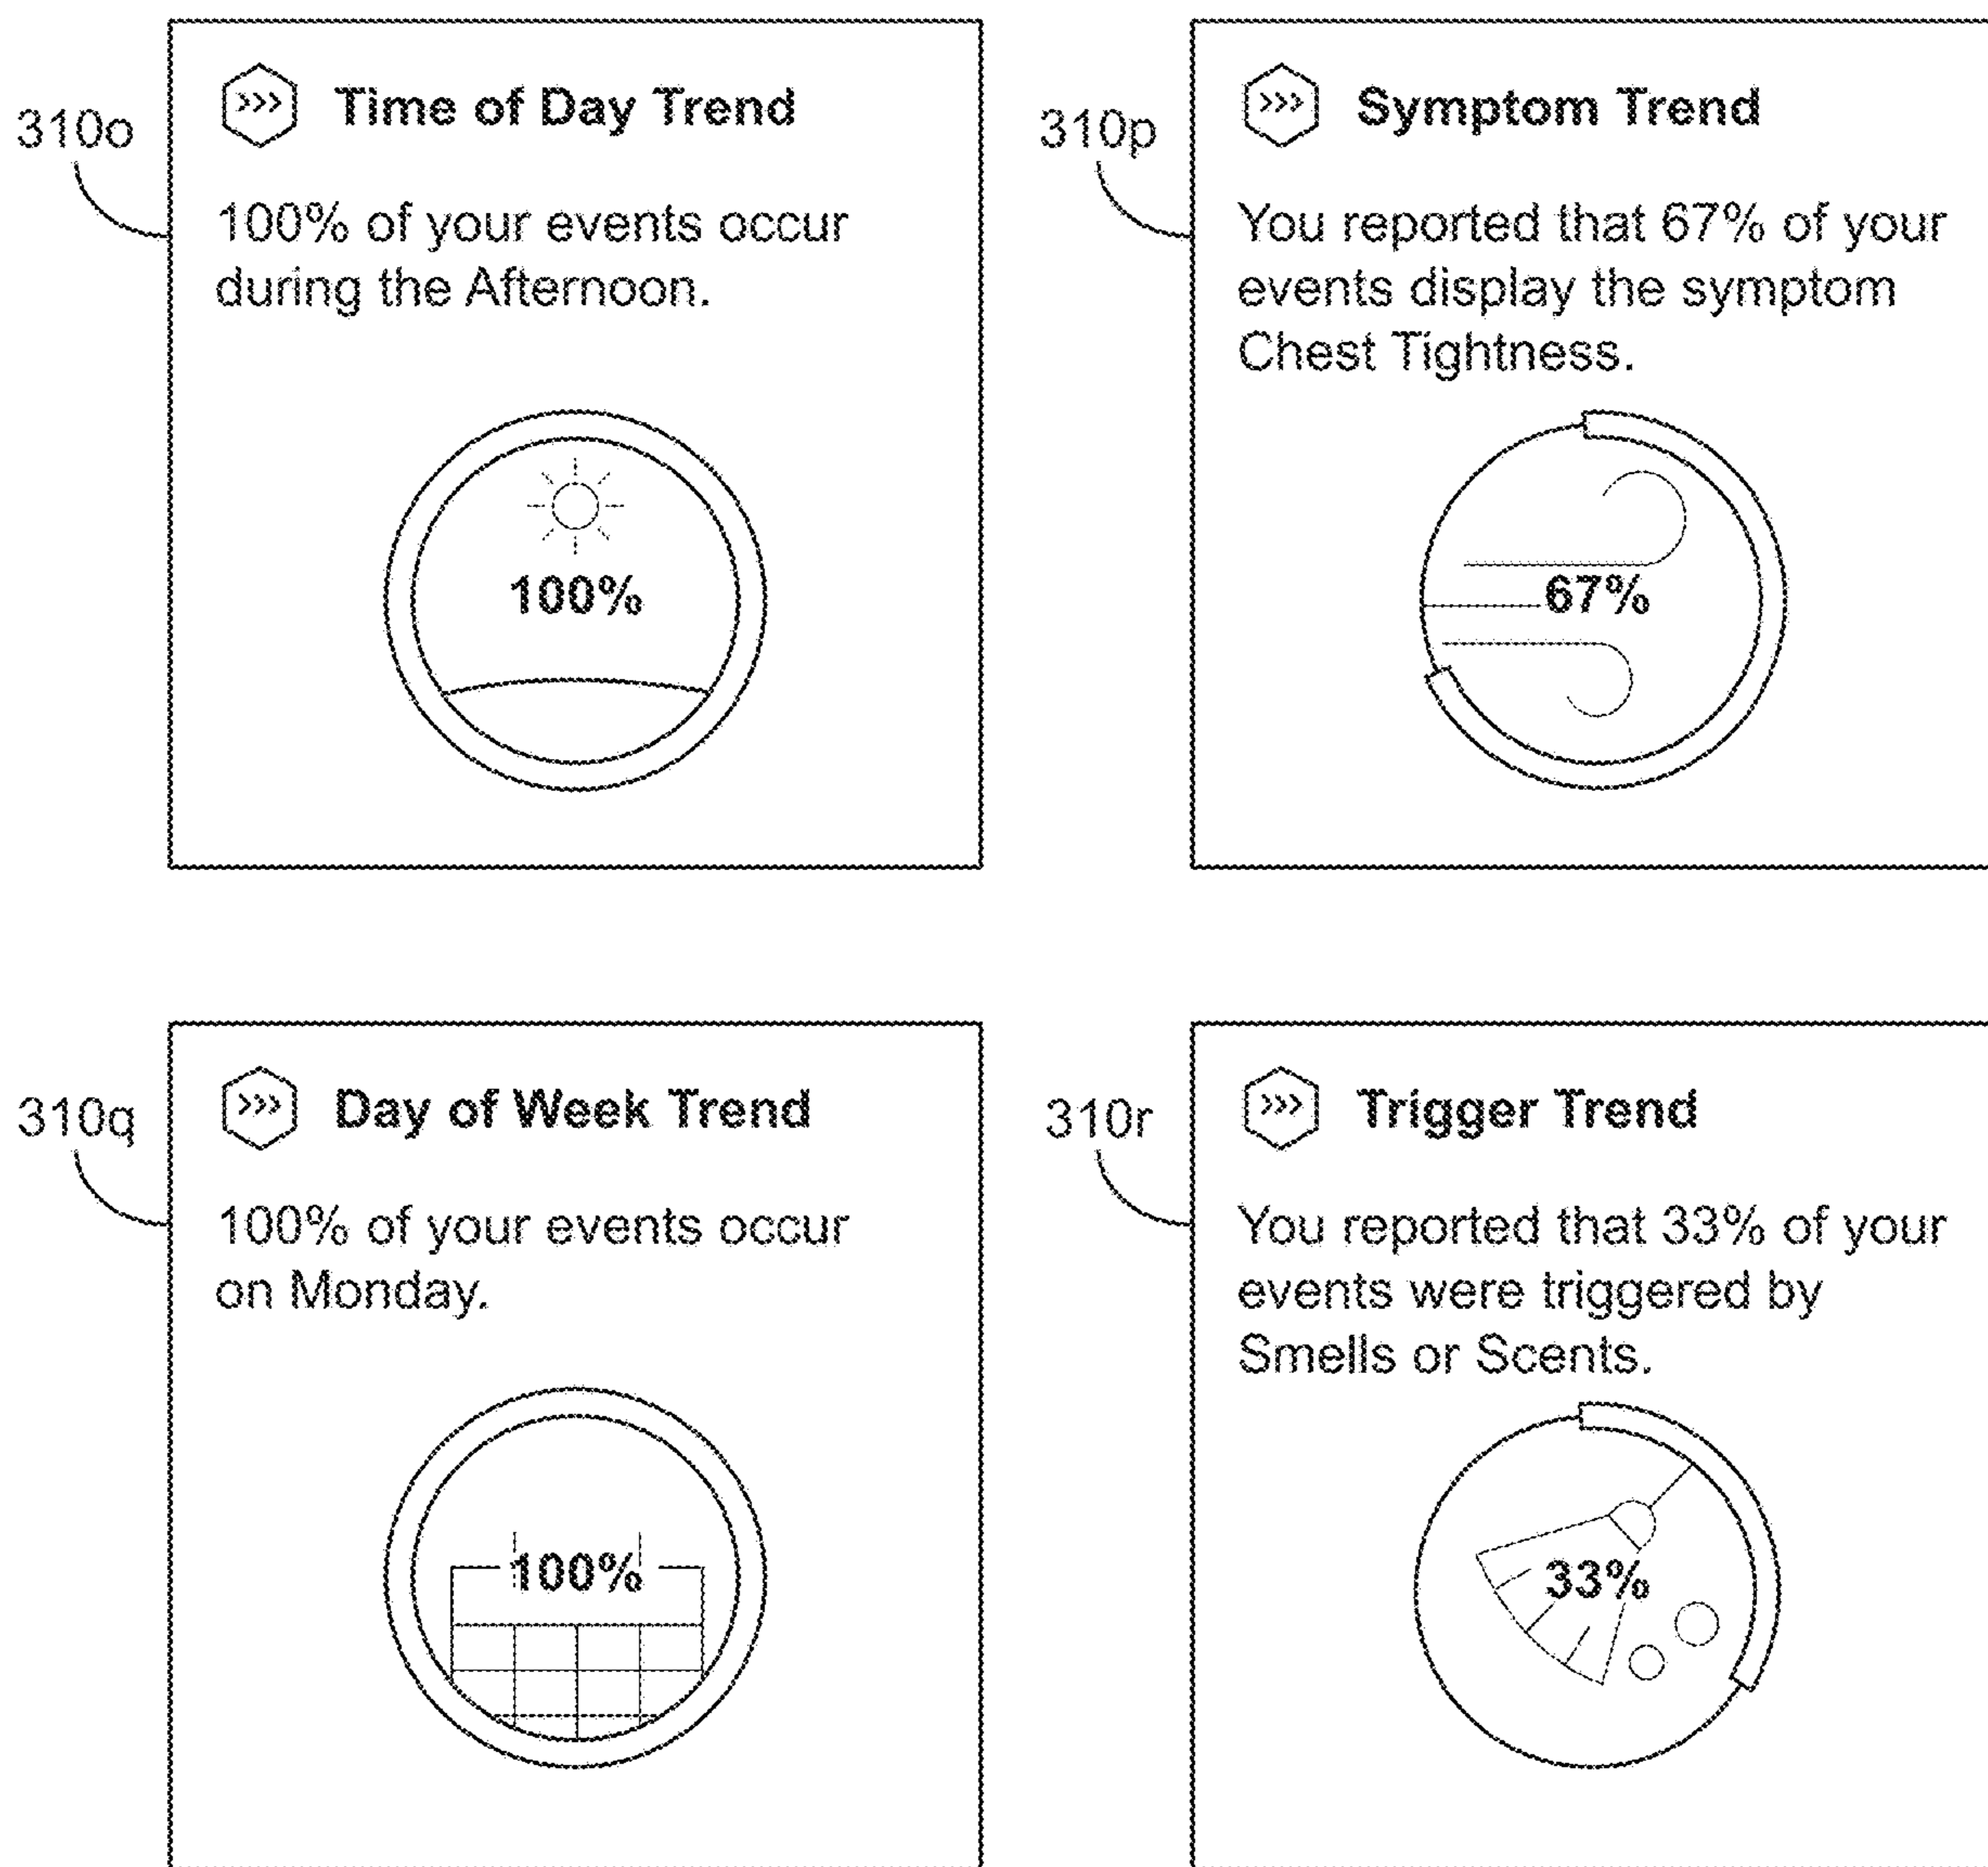 310o
>>> Time of Day Trend
100% of your events occur
during the Afternoon.
100%
310p
>>> Symptom Trend
You reported that 67% of your
events display the symptom
Chest Tightness.
67%
310q
>>> Day of Week Trend
100% of your events occur
on Monday.
100%
310r
>>> Trigger Trend
You reported that 33% of your
events were triggered by
Smells or Scents.
33%